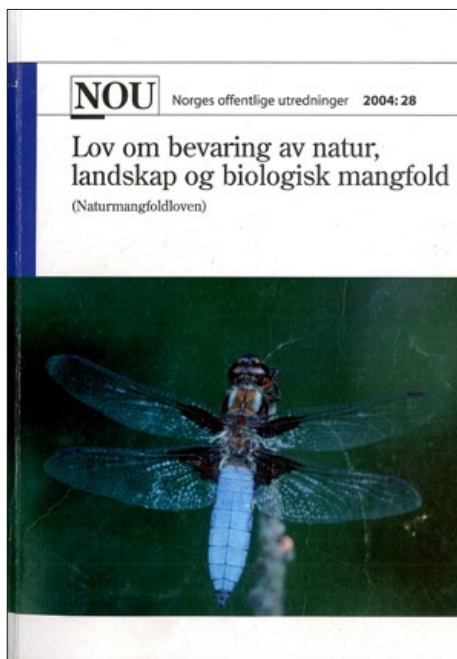 NOU Norges offentlige utredninger 2004: 28
Lov om bevaring av natur,
landskap og biologisk mangfold
(Naturmangfoldloven)